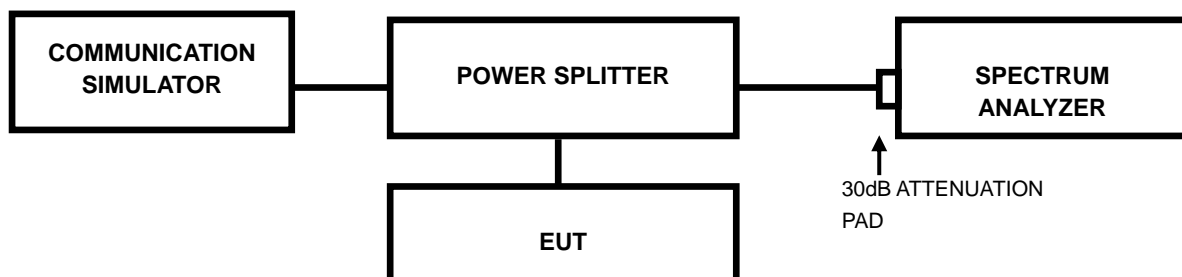 COMMUNICATION
SIMULATOR
POWER SPLITTER
SPECTRUM
ANALYZER
30dB ATTENUATION
PAD
EUT